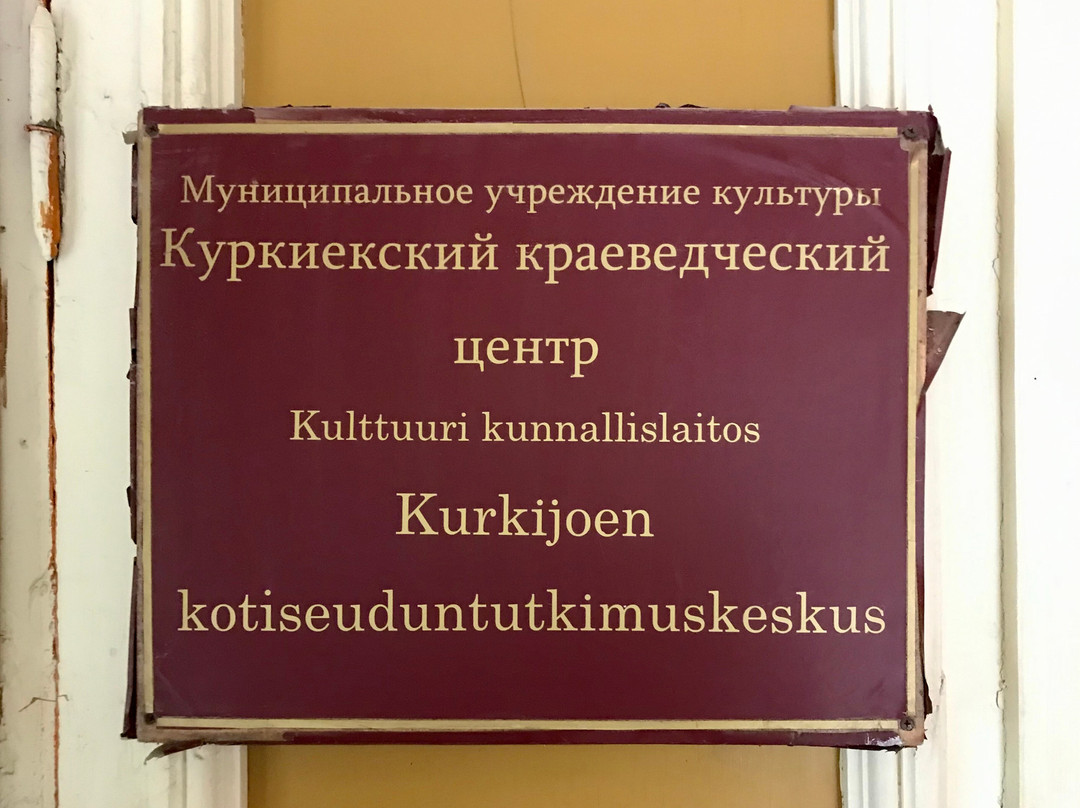 Муниципальное учреждение культуры
Куркиекский краеведческий
центр
Kulttuuri kunnallislaitos
Kurkijoen
kotiseuduntutkimuskeskus